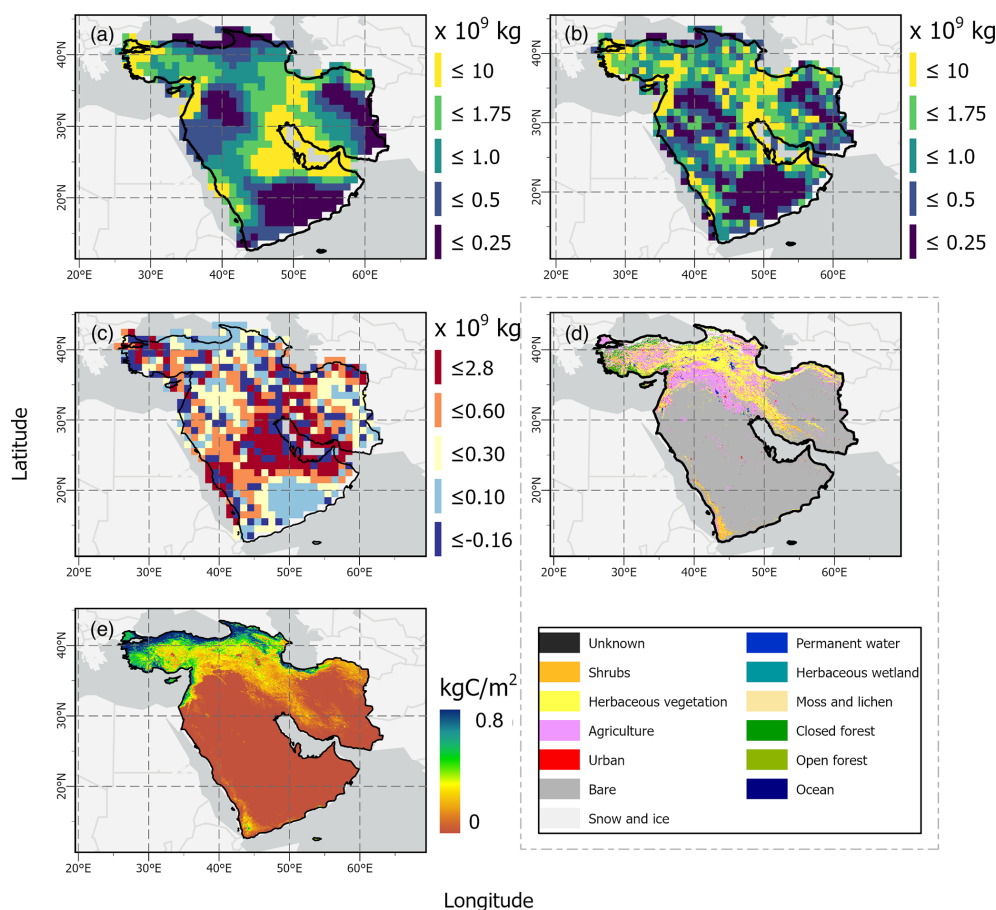 (a)
x 10⁹ kg
≤ 10
≤ 1.75
≤ 1.0
≤ 0.5
≤ 0.25
40°N
30°N
20°N
20°E 30°E 40°E 50°E 60°E
(b)
x 10⁹ kg
≤ 10
≤ 1.75
≤ 1.0
≤ 0.5
≤ 0.25
40°N
30°N
20°N
20°E 30°E 40°E 50°E 60°E
(c)
x 10⁹ kg
≤2.8
≤0.60
≤0.30
≤0.10
≤-0.16
40°N
30°N
20°N
20°E 30°E 40°E 50°E 60°E
(d)
40°N
30°N
20°N
20°E 30°E 40°E 50°E 60°E
Latitude
(e)
kgC/m²
0.8
0
40°N
30°N
20°N
20°E 30°E 40°E 50°E 60°E
Unknown
Shrubs
Herbaceous vegetation
Agriculture
Urban
Bare
Snow and ice
Permanent water
Herbaceous wetland
Moss and lichen
Closed forest
Open forest
Ocean
Longitude